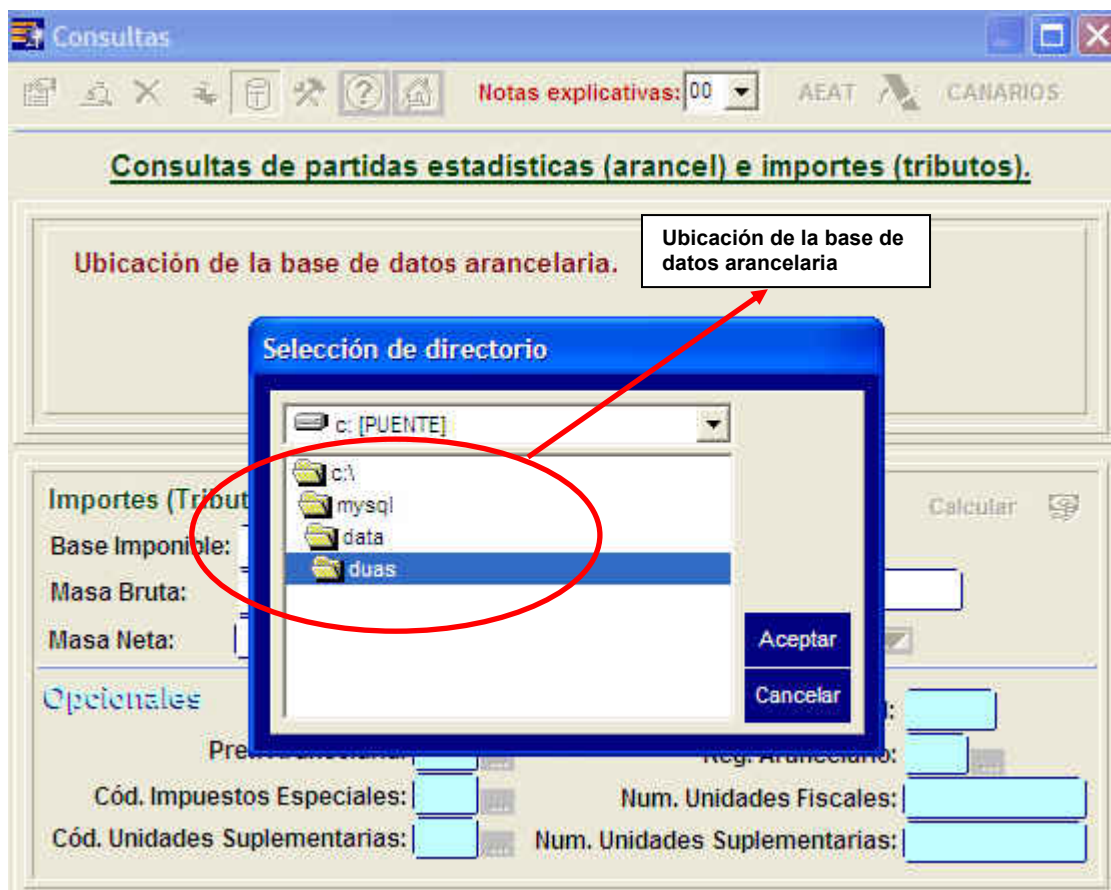 Consultas
Notas explicativas: 00 AEAT CANARIOS
Consultas de partidas estadísticas (arancel) e importes (tributos).
Ubicación de la base de datos arancelaria.
Ubicación de la base de
datos arancelaria
Selección de directorio
c: [PUENTE]
c:\
mysql
data
duas
Aceptar
Cancelar
Importes (Tribut
Calcular
Base Imponible:
Masa Bruta:
Masa Neta:
Opcionales
Cód. Impuestos Especiales:
Num. Unidades Fiscales:
Cód. Unidades Suplementarias:
Num. Unidades Suplementarias: